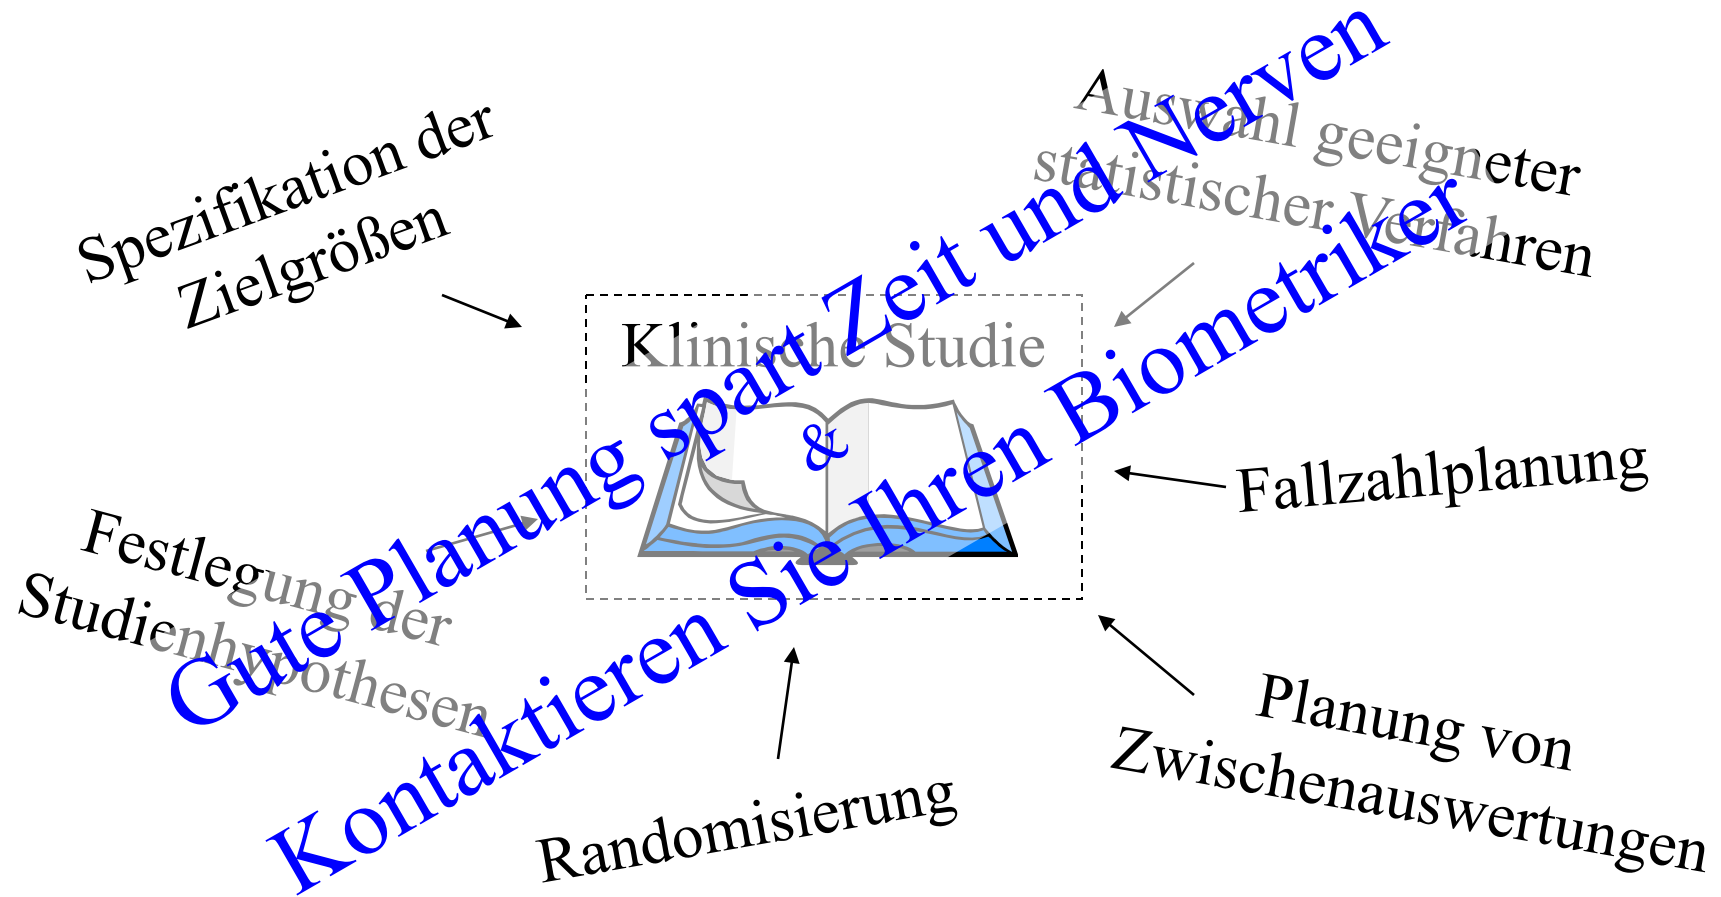 Spezifikation der
Zielgrößen
Auswahl geeigneter
statistischer Verfahren
Klinische Studie
Fallzahlplanung
Festlegung der
Studienhypothesen
Randomisierung
Planung von
Zwischenauswertungen
Gute Planung spart Zeit und Nerven
&
Kontaktieren Sie Ihren Biometriker